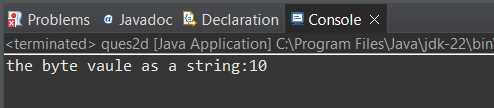 Problems Javadoc Declaration Console
<terminated> ques2d [Java Application] C:\Program Files\Java\jdk-22\bin\
the byte vaule as a string:10